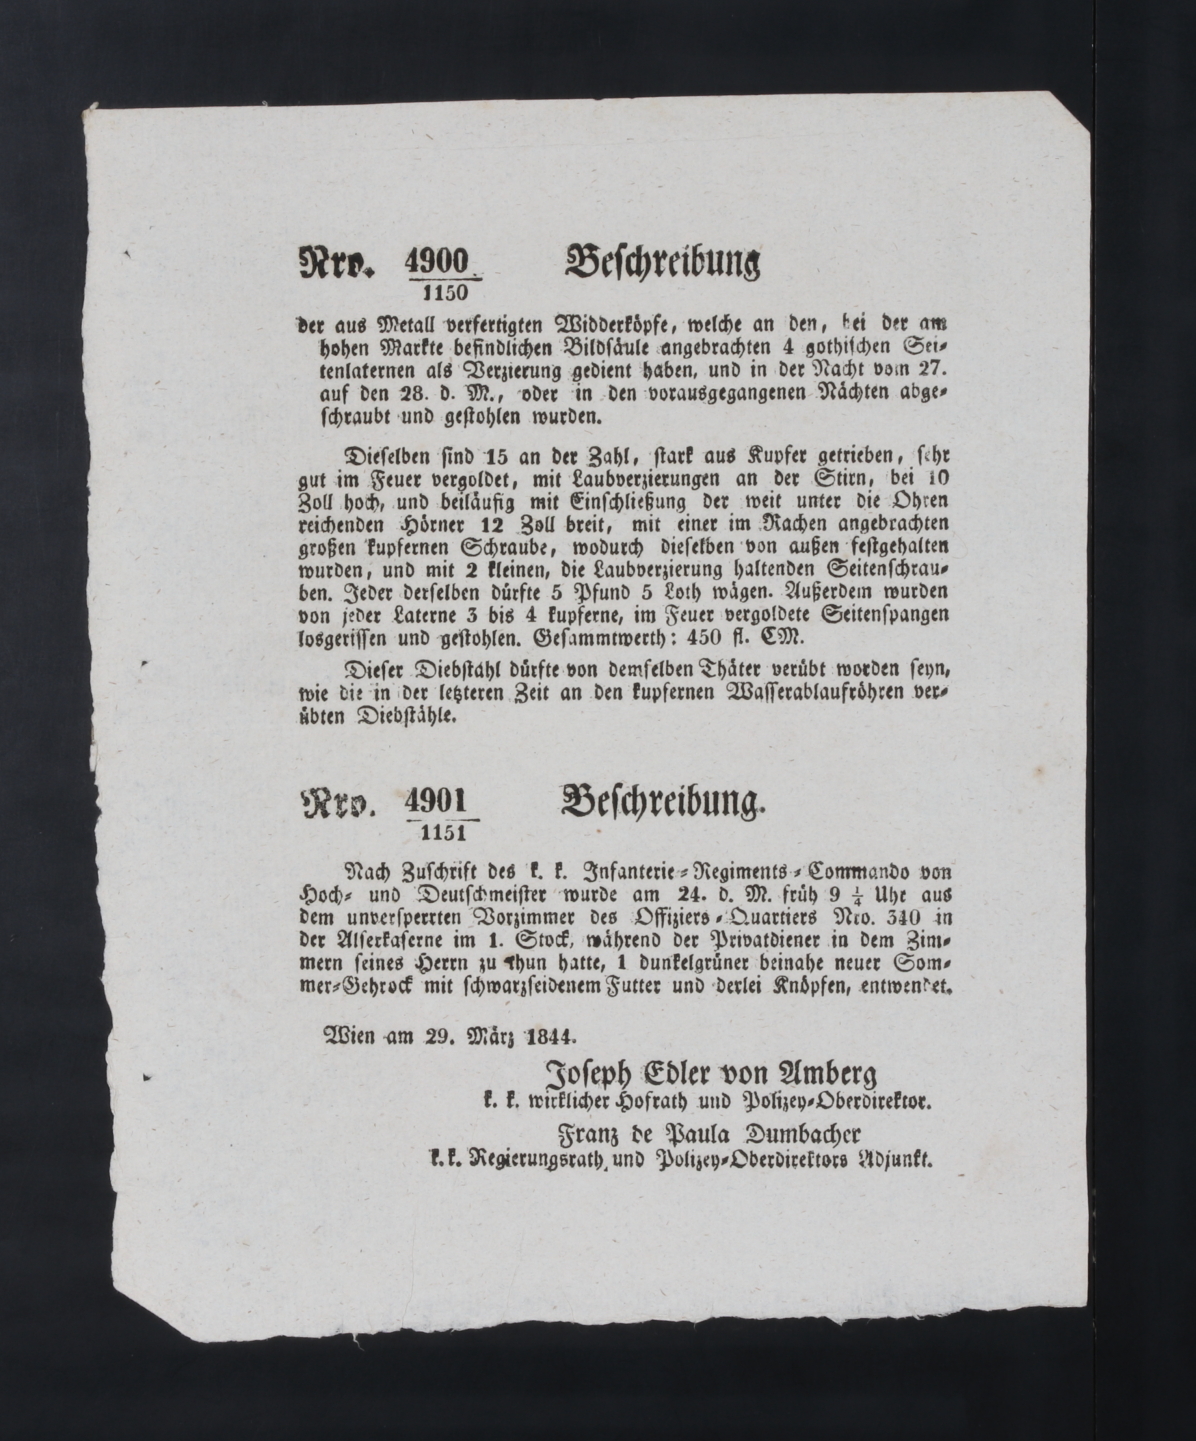 Nro. 4900 Beschreibung
1150
der aus Metall verfertigten Widderköpfe, welche an den, bei der am
hohen Markte befindlichen Bildsäule angebrachten 4 gothischen Sei-
tenlaternen als Verzierung gedient haben, und in der Nacht vom 27.
auf den 28. d. M., oder in den vorausgegangenen Nächten abge-
schraubt und gestohlen wurden.
Dieselben sind 15 an der Zahl, stark aus Kupfer getrieben, sehr
gut im Feuer vergoldet, mit Laubverzierungen an der Stirn, bei 10
Zoll hoch, und beiläufig mit Einschließung der weit unter die Ohren
reichenden Hörner 12 Zoll breit, mit einer im Rachen angebrachten
großen kupfernen Schraube, wodurch dieselben von außen festgehalten
wurden, und mit 2 kleinen, die Laubverzierung haltenden Seitenschrau-
ben. Jeder derselben dürfte 5 Pfund 5 Loth wägen. Außerdem wurden
von jeder Laterne 3 bis 4 kupferne, im Feuer vergoldete Seitenspangen
losgerissen und gestohlen. Gesammtwerth: 450 fl. CM.
Dieser Diebstahl dürfte von demselben Thäter verübt worden seyn,
wie die in der letzteren Zeit an den kupfernen Wasserablaufröhren ver-
übten Diebstähle.
Nro. 4901 Beschreibung.
1151
Nach Zuschrift des k. k. Infanterie-Regiments-Commando von
Hoch- und Deutschmeister wurde am 24. d. M. früh 9 1/4 Uhr aus
dem unversperrten Vorzimmer des Offiziers-Quartiers Nro. 340 in
der Alserkaserne im 1. Stock, während der Privatdiener in dem Zim-
mern seines Herrn zu thun hatte, 1 dunkelgrüner beinahe neuer Som-
mer-Gehrock mit schwarzseidenem Futter und derlei Knöpfen, entwendet.
Wien am 29. März 1844.
Joseph Edler von Amberg
k. k. wirklicher Hofrath und Polizey-Oberdirektor.
Franz de Paula Dumbacher
k. k. Regierungsrath und Polizey-Oberdirektors Adjunkt.